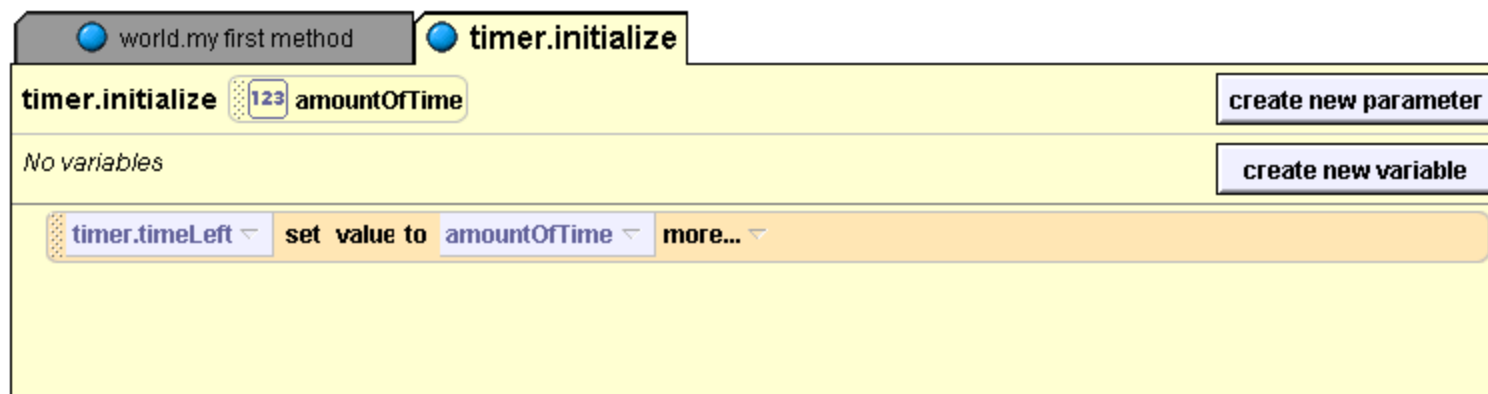 world.my first method timer.initialize
timer.initialize 123 amountOfTime create new parameter
No variables create new variable
timer.timeLeft set value to amountOfTime more...